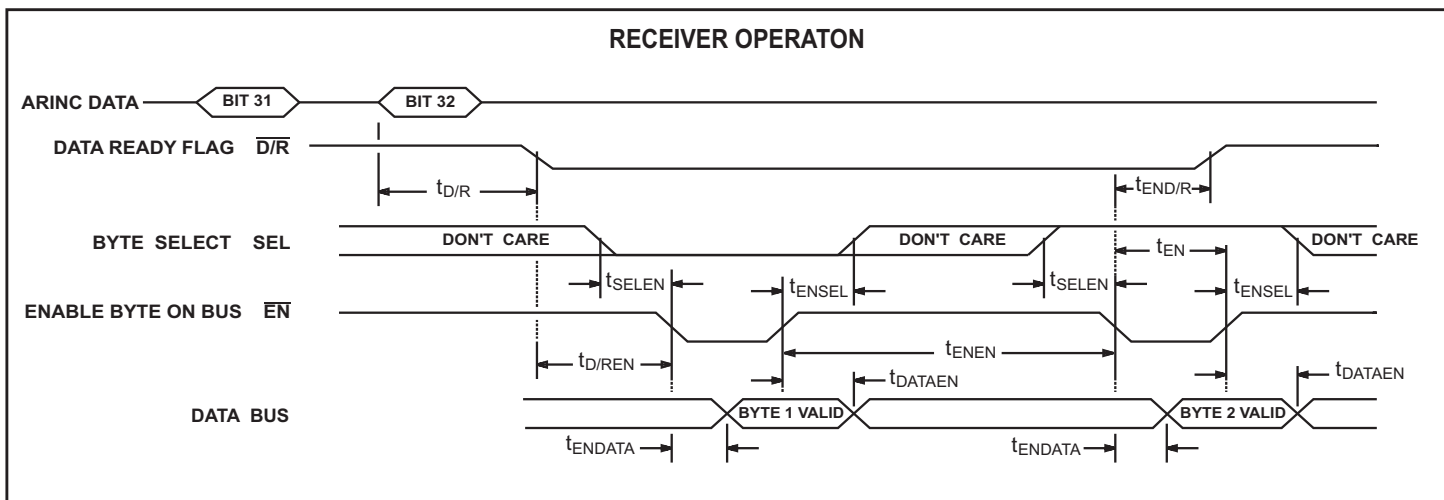 RECEIVER OPERATON
ARINC DATA BIT 31 BIT 32
DATA READY FLAG D/R
tD/R tEND/R
BYTE SELECT SEL DON'T CARE DON'T CARE DON'T CARE
tEN
tSELEN tENSEL tSELEN tENSEL
ENABLE BYTE ON BUS EN
tD/REN tENEN
tDATAEN tDATAEN
DATA BUS BYTE 1 VALID BYTE 2 VALID
tENDATA tENDATA